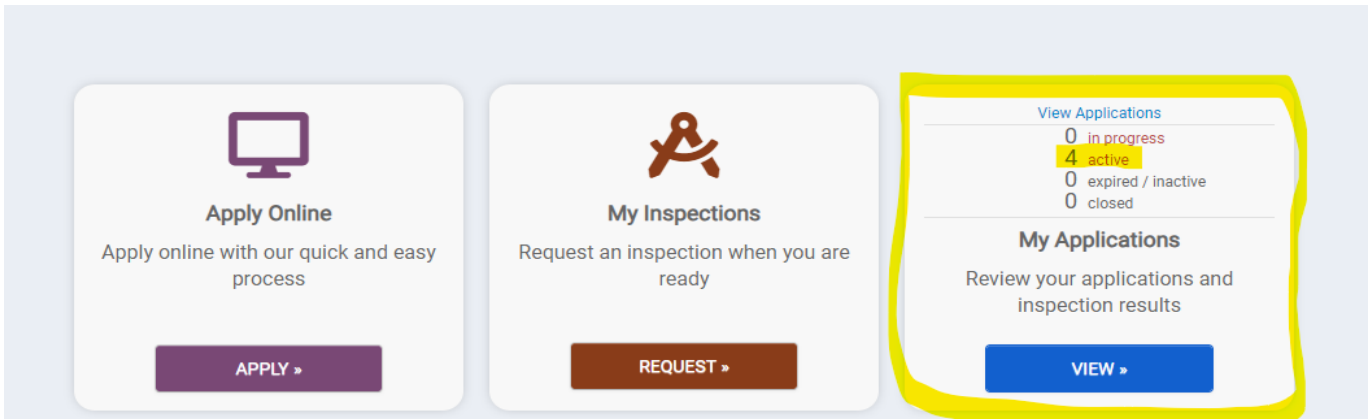 Apply Online
Apply online with our quick and easy
process
APPLY »
My Inspections
Request an inspection when you are
ready
REQUEST »
View Applications
0 in progress
4 active
0 expired / inactive
0 closed
My Applications
Review your applications and
inspection results
VIEW »